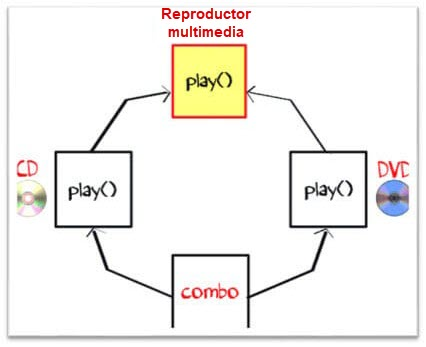 Reproductor
multimedia
play()
CD
play()
DVD
play()
combo